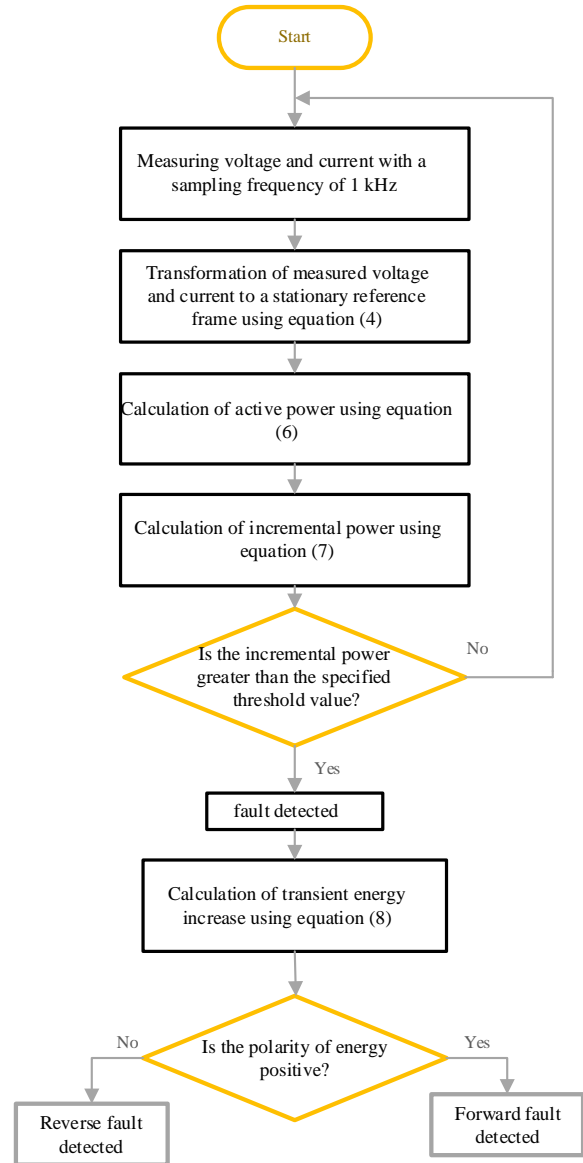 Start
Measuring voltage and current with a
sampling frequency of 1 kHz
Transformation of measured voltage
and current to a stationary reference
frame using equation (4)
Calculation of active power using equation
(6)
Calculation of incremental power using
equation (7)
Is the incremental power
greater than the specified
threshold value?
No
Yes
fault detected
Calculation of transient energy
increase using equation (8)
Is the polarity of energy
positive?
No
Yes
Reverse fault
detected
Forward fault
detected